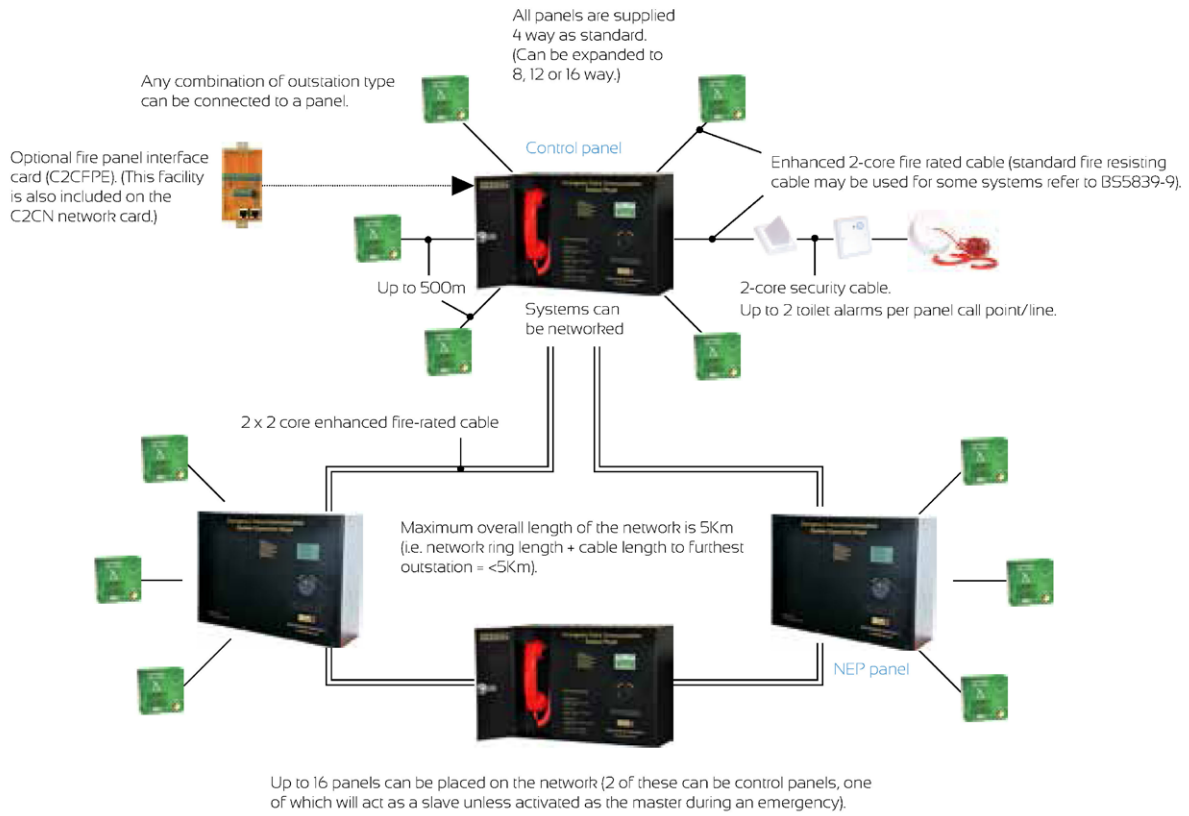 All panels are supplied
4 way as standard.
(Can be expanded to
8, 12 or 16 way.)
Any combination of outstation type
can be connected to a panel.
Control panel
Optional fire panel interface
card (C2CFPE). (This facility
is also included on the
C2CN network card.)
Enhanced 2-core fire rated cable (standard fire resisting
cable may be used for some systems refer to BS5839-9).
Up to 500m
2-core security cable.
Up to 2 toilet alarms per panel call point/line.
Systems can
be networked
2 x 2 core enhanced fire-rated cable
Maximum overall length of the network is 5Km
(i.e. network ring length + cable length to furthest
outstation = <5Km).
NEP panel
Up to 16 panels can be placed on the network (2 of these can be control panels, one
of which will act as a slave unless activated as the master during an emergency).